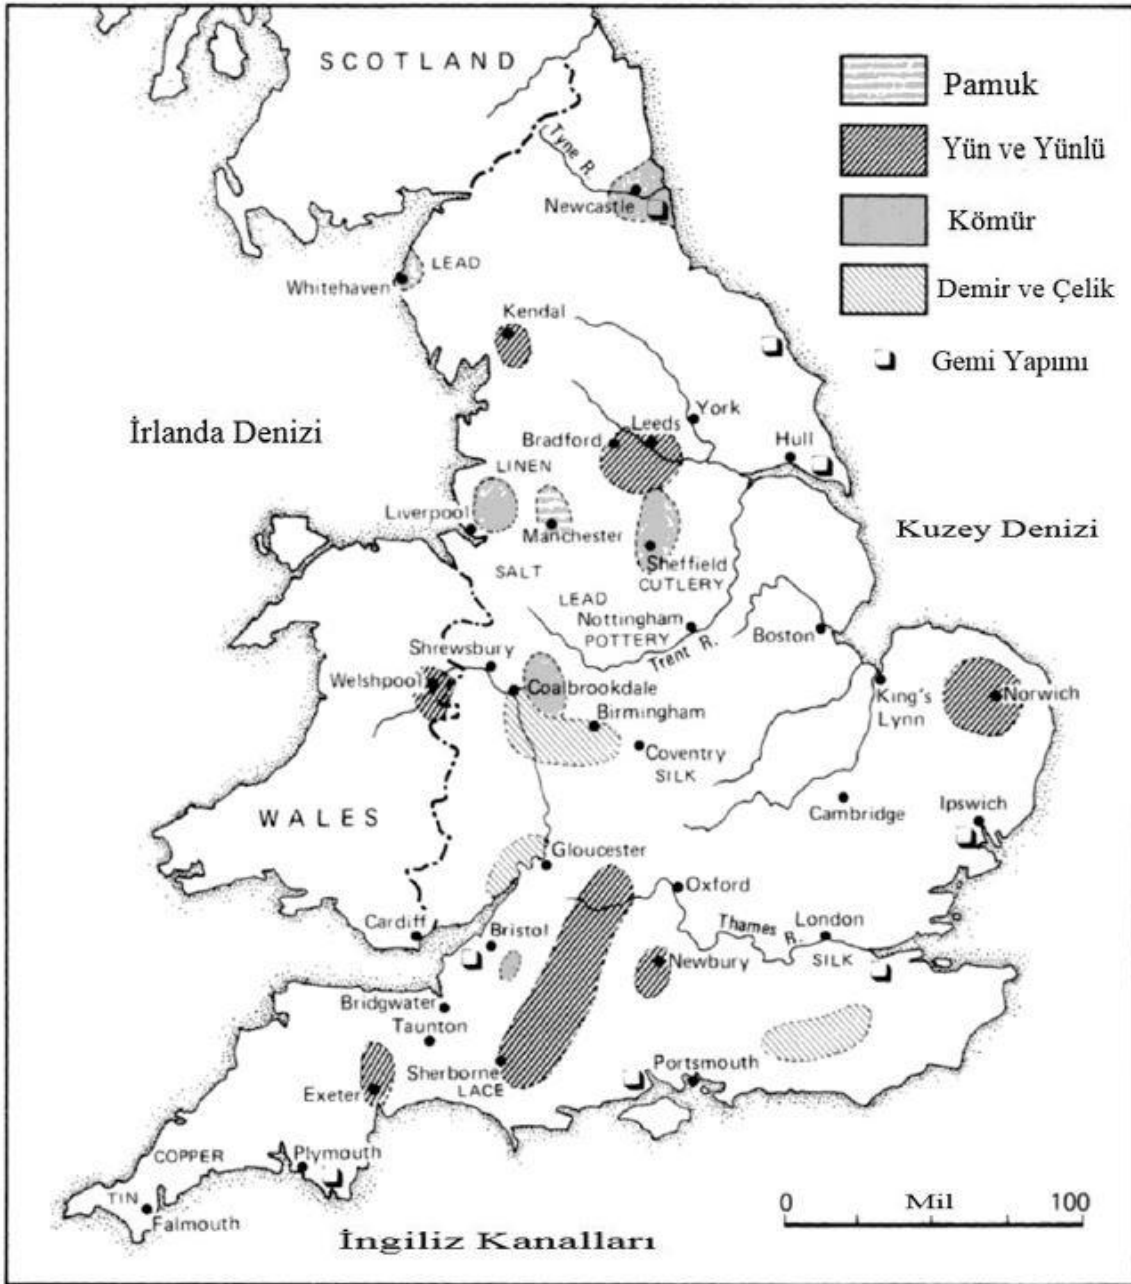 SCOTLAND
Pamuk
Yün ve Yünlü
Kömür
Demir ve Çelik
Gemi Yapımı
Tyne R.
Newcastle
LEAD
Whitehaven
Kendal
İrlanda Denizi
York
Leeds
Bradford
Hull
LINEN
Liverpool
Manchester
Kuzey Denizi
SALT
Sheffield
CUTLERY
LEAD
Nottingham
POTTERY
Trent R.
Boston
Shrewsbury
Welshpool
Coalbrookdale
King's
Lynn
Norwich
Birmingham
Coventry
SILK
WALES
Cambridge
Ipswich
Gloucester
Oxford
Cardiff
Thames R.
London
SILK
Bristol
Newbury
Bridgwater
Taunton
Sherborne
LACE
Portsmouth
Exeter
COPPER
Plymouth
TIN
Falmouth
0 Mil 100
İngiliz Kanalları